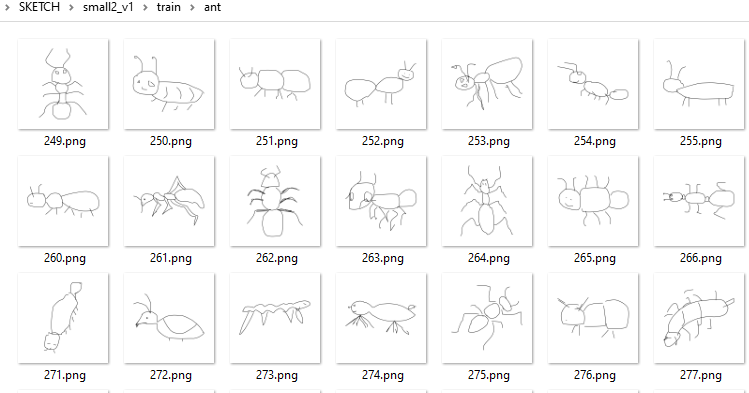 SKETCH > small2_v1 > train > ant
249.png 250.png 251.png 252.png 253.png 254.png 255.png
260.png 261.png 262.png 263.png 264.png 265.png 266.png
271.png 272.png 273.png 274.png 275.png 276.png 277.png